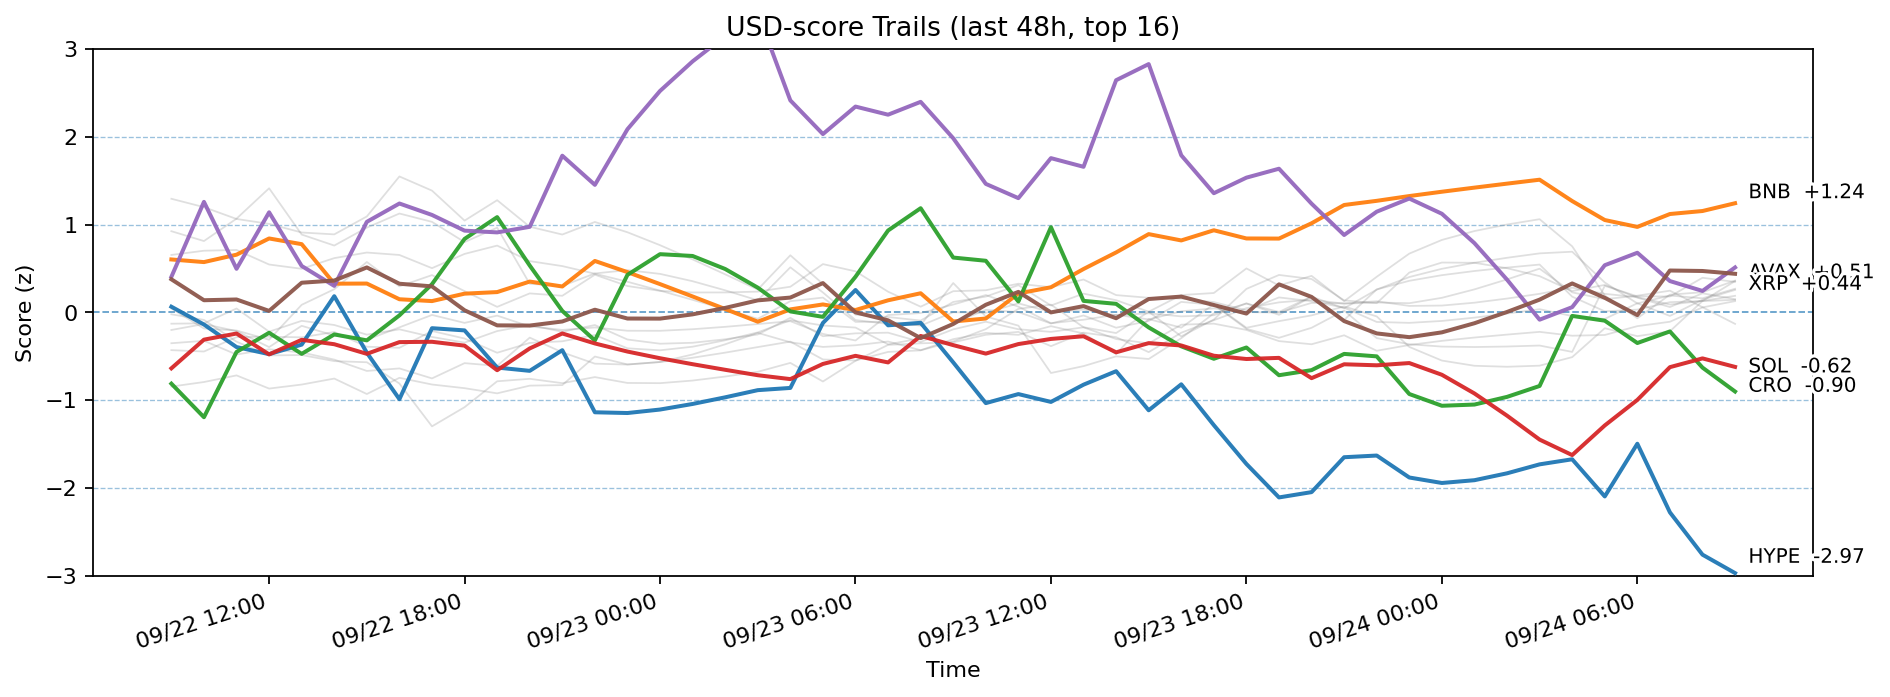 USD-score Trails (last 48h, top 16)
Score (z)
3
2
1
0
−1
−2
−3
BNB +1.24
AVAX +0.51
XRP +0.44
SOL -0.62
CRO -0.90
HYPE -2.97
09/22 12:00
09/22 18:00
09/23 00:00
09/23 06:00
09/23 12:00
09/23 18:00
09/24 00:00
09/24 06:00
Time